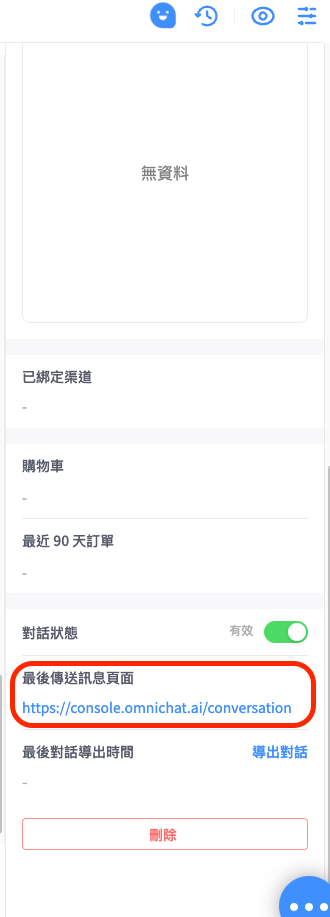 無資料
已綁定渠道
-
購物車
-
最近 90 天訂單
-
對話狀態 有效
最後傳送訊息頁面
https://console.omnichat.ai/conversation
最後對話導出時間 導出對話
-
刪除